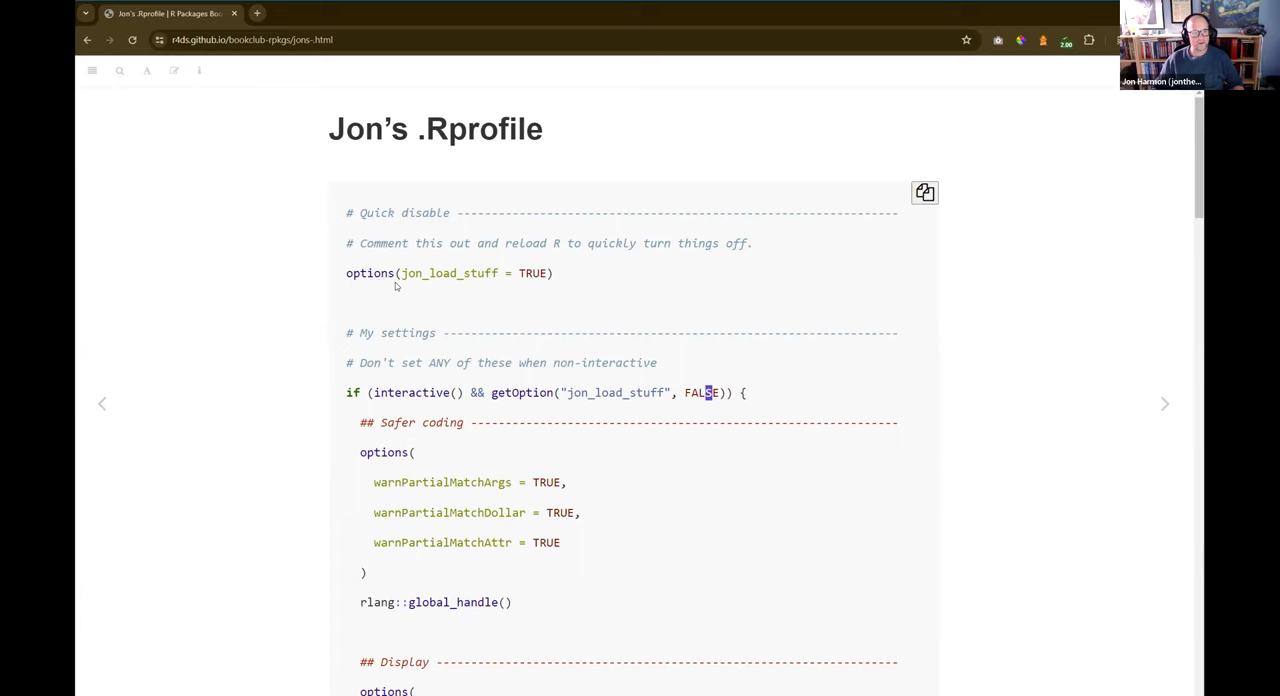 Jon's .Rprofile | R Packages Boo
r4ds.github.io/bookclub-rpkgs/jons-.html
2.00
Jon Harmon (jonthe...
Jon's .Rprofile
# Quick disable ----------------------------------------------------------------
# Comment this out and reload R to quickly turn things off.
options(jon_load_stuff = TRUE)
# My settings ------------------------------------------------------------------
# Don't set ANY of these when non-interactive
if (interactive() && getOption("jon_load_stuff", FALSE)) {
## Safer coding --------------------------------------------------------------
options(
warnPartialMatchArgs = TRUE,
warnPartialMatchDollar = TRUE,
warnPartialMatchAttr = TRUE
)
rlang::global_handle()
## Display -------------------------------------------------------------------
options(